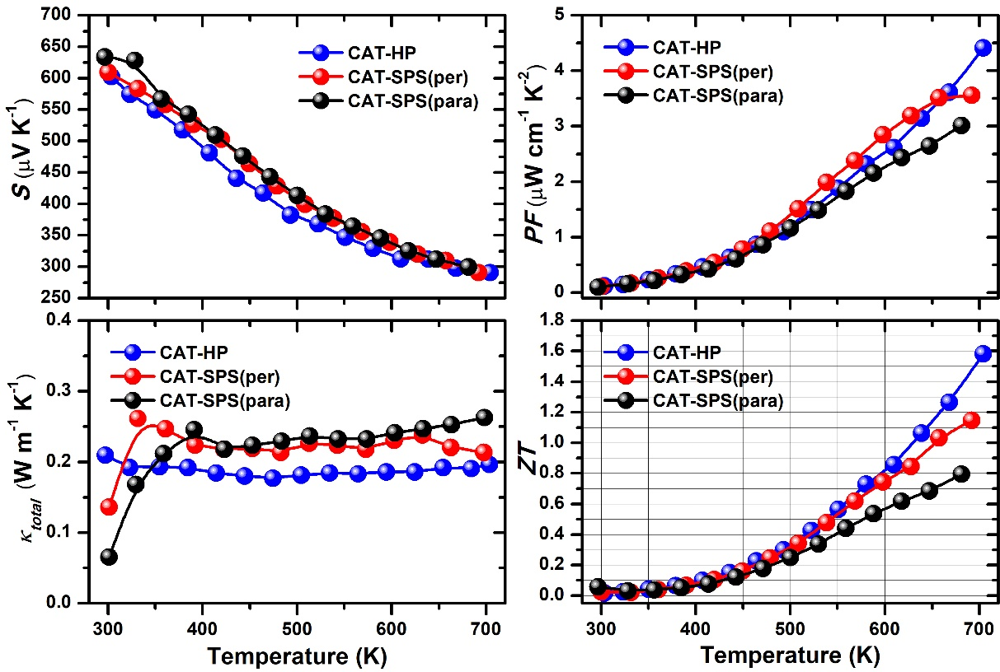 700
650
600
550
500
450
400
350
300
250
S (μV K-1)
CAT-HP
CAT-SPS(per)
CAT-SPS(para)
5
4
3
2
1
0
PF (μW cm-1 K-2)
CAT-HP
CAT-SPS(per)
CAT-SPS(para)
0.4
0.3
0.2
0.1
0.0
κtotal (W m-1 K-1)
CAT-HP
CAT-SPS(per)
CAT-SPS(para)
300 400 500 600 700
Temperature (K)
1.8
1.6
1.4
1.2
1.0
0.8
0.6
0.4
0.2
0.0
ZT
CAT-HP
CAT-SPS(per)
CAT-SPS(para)
300 400 500 600 700
Temperature (K)